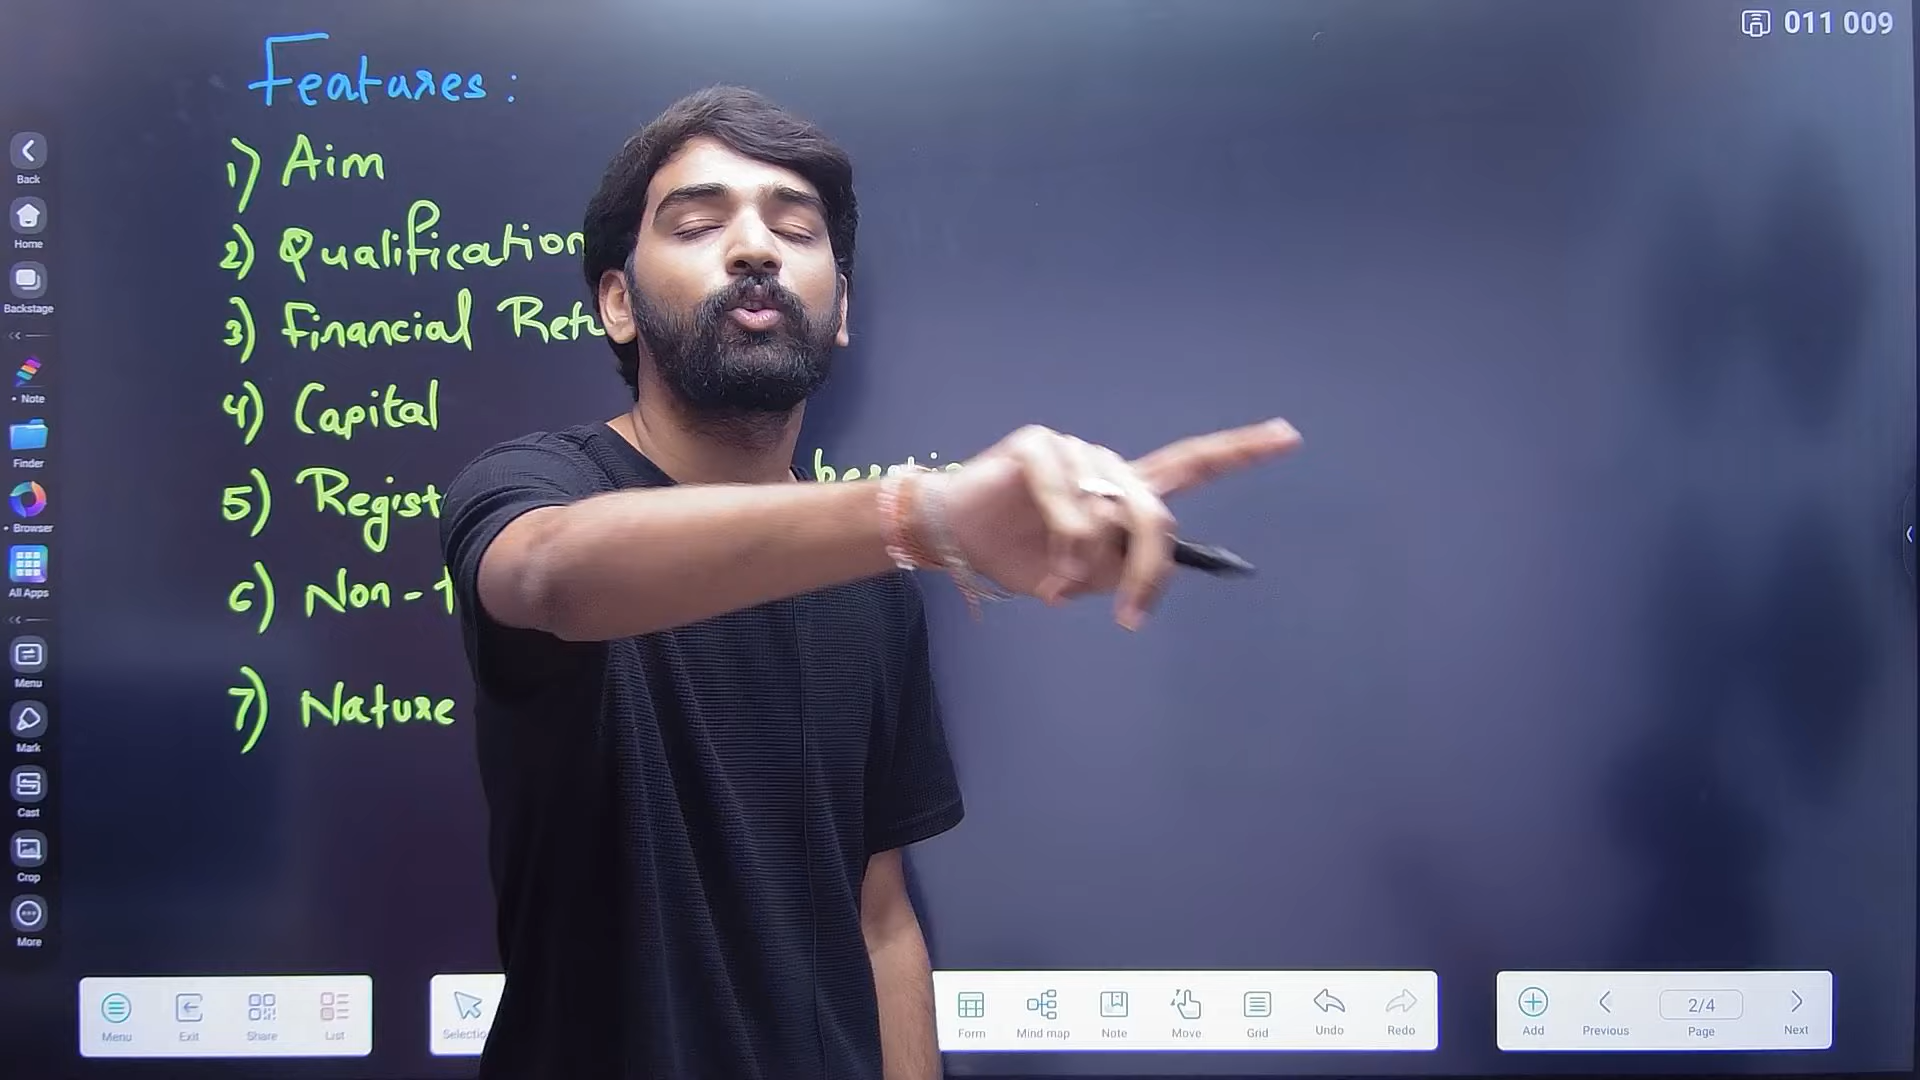 011 009
Features :
1) Aim
2) Qualification
3) Financial Retu
4) Capital
5) Regist
6) Non-t
7) Nature
Back
Home
Backstage
Note
Finder
Browser
All Apps
Menu
Mark
Cast
Crop
More
Menu Exit Share List Selectio Form Mind map Note Move Grid Undo Redo Add Previous 2/4 Page Next